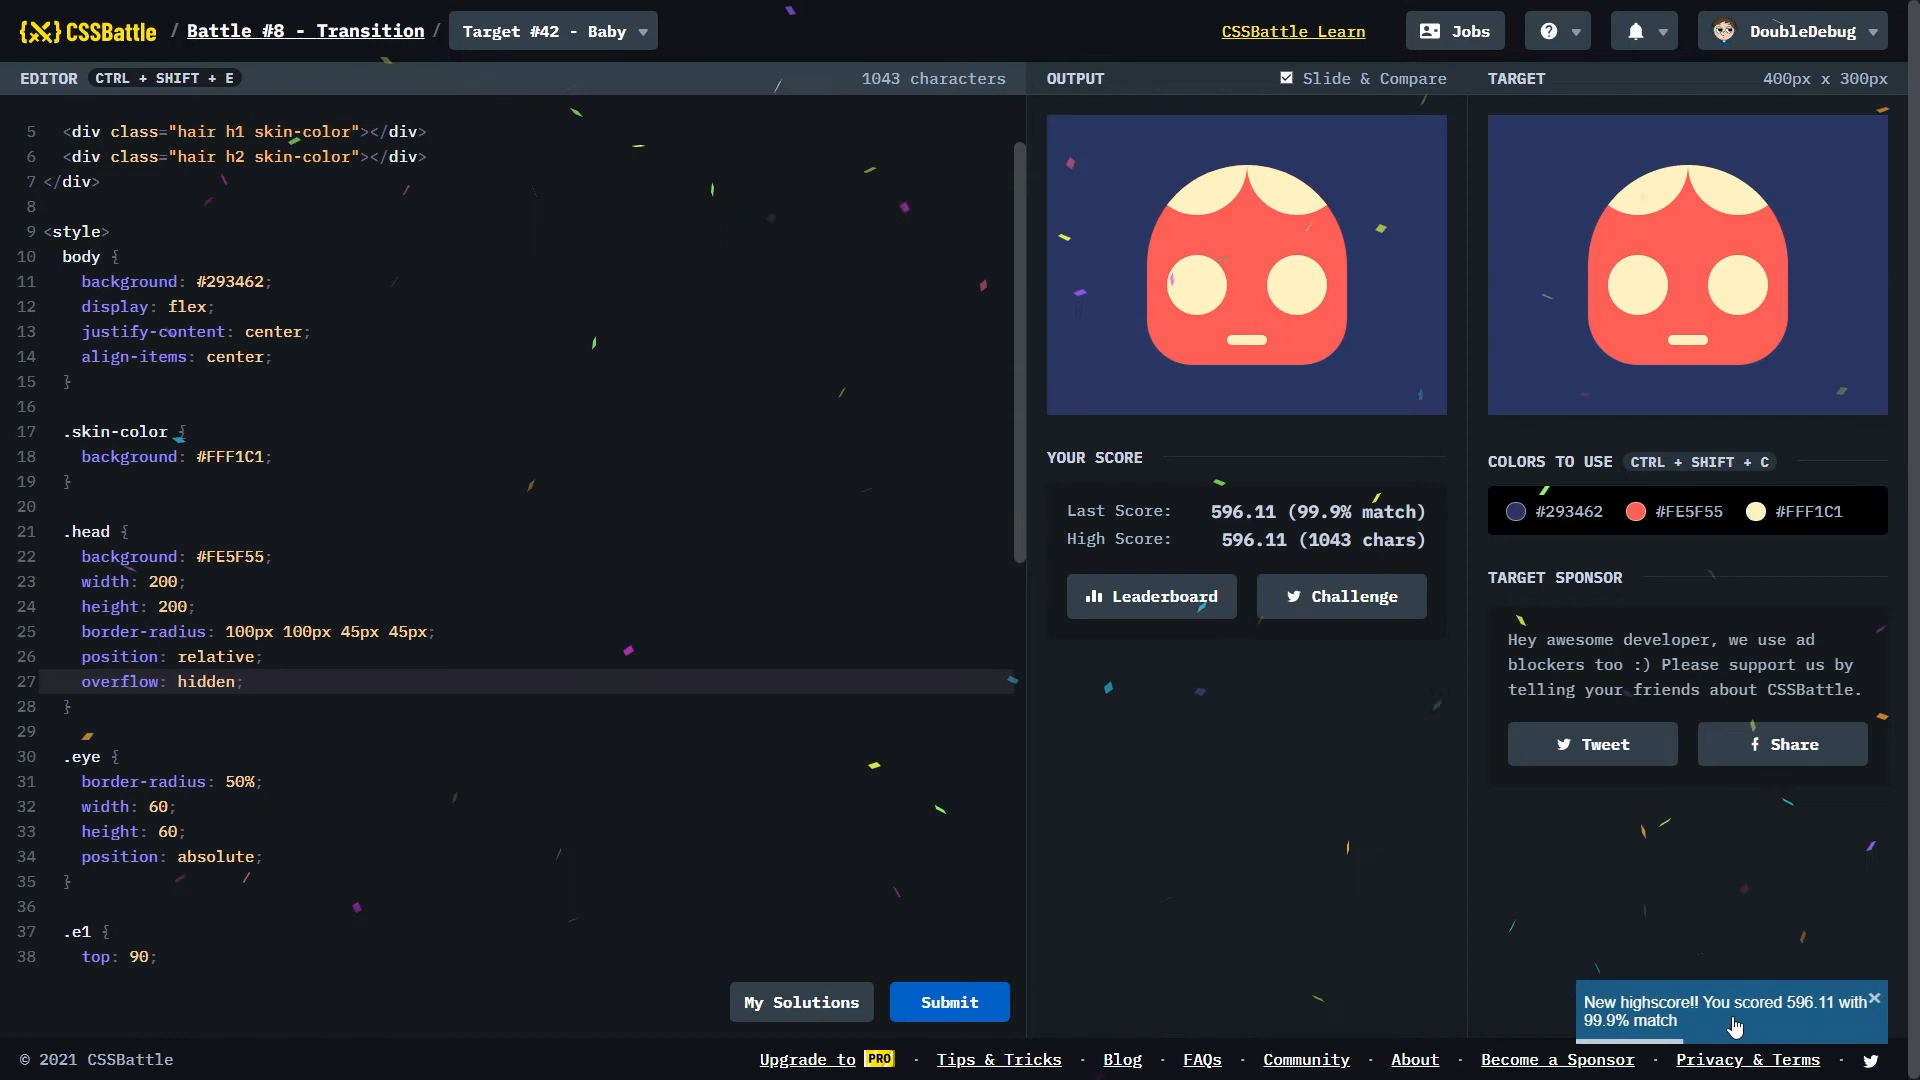 CSSBattle / Battle #8 - Transition / Target #42 - Baby
CSSBattle Learn
Jobs
DoubleDebug
EDITOR CTRL + SHIFT + E
1043 characters
5 <div class="hair h1 skin-color"></div>
6 <div class="hair h2 skin-color"></div>
7 </div>
8
9 <style>
10 body {
11 background: #293462;
12 display: flex;
13 justify-content: center;
14 align-items: center;
15 }
16
17 .skin-color {
18 background: #FFF1C1;
19 }
20
21 .head {
22 background: #FE5F55;
23 width: 200;
24 height: 200;
25 border-radius: 100px 100px 45px 45px;
26 position: relative;
27 overflow: hidden;
28 }
29
30 .eye {
31 border-radius: 50%;
32 width: 60;
33 height: 60;
34 position: absolute;
35 }
36
37 .e1 {
38 top: 90;
My Solutions
Submit
OUTPUT
Slide & Compare
YOUR SCORE
Last Score: 596.11 (99.9% match)
High Score: 596.11 (1043 chars)
Leaderboard
Challenge
TARGET
400px x 300px
COLORS TO USE CTRL + SHIFT + C
#293462 #FE5F55 #FFF1C1
TARGET SPONSOR
Hey awesome developer, we use ad
blockers too :) Please support us by
telling your friends about CSSBattle.
Tweet
Share
New highscore!! You scored 596.11 with
99.9% match
© 2021 CSSBattle
Upgrade to PRO · Tips & Tricks · Blog · FAQs · Community · About · Become a Sponsor · Privacy & Terms ·